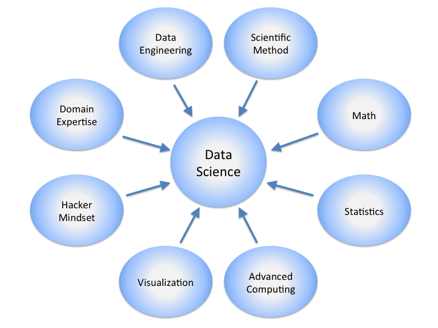 Data
Engineering
Scientific
Method
Domain
Expertise
Math
Data
Science
Hacker
Mindset
Statistics
Visualization
Advanced
Computing